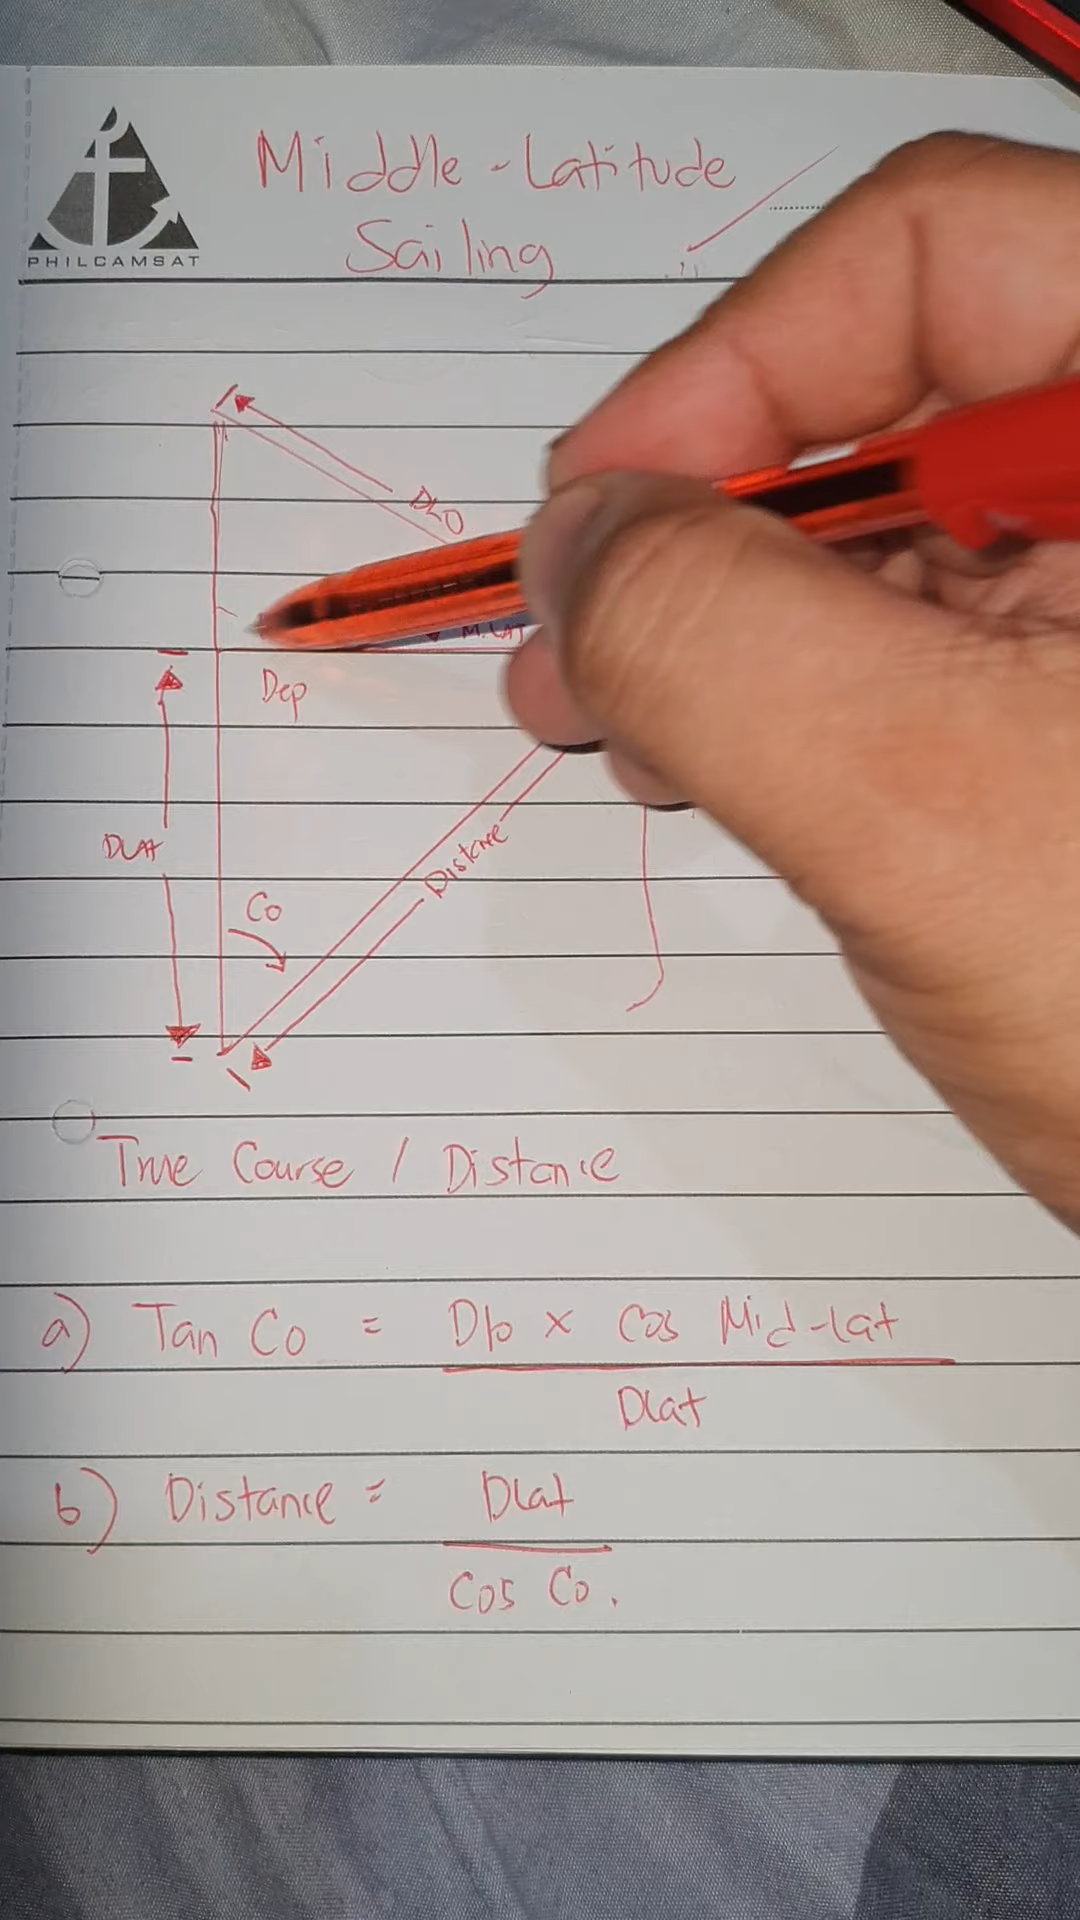 Middle-Latitude
Sailing
PHILCAMSAT
DLO
M.LAT
Dep
DLAT
Distance
Co
True Course / Distance
a) Tan Co = Dlo x Cos Mid-lat
Dlat
b) Distance = Dlat
Cos Co.